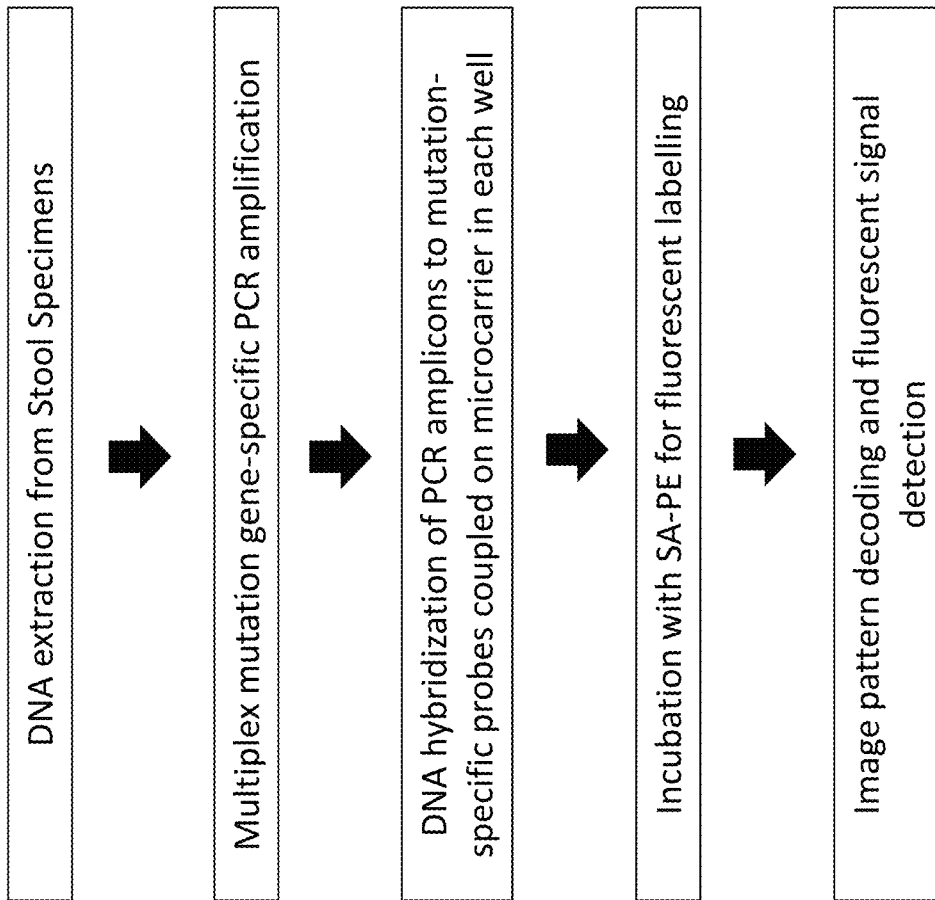 DNA extraction from Stool Specimens
Multiplex mutation gene-specific PCR amplification
DNA hybridization of PCR amplicons to mutation-
specific probes coupled on microcarrier in each well
Incubation with SA-PE for fluorescent labelling
Image pattern decoding and fluorescent signal
detection